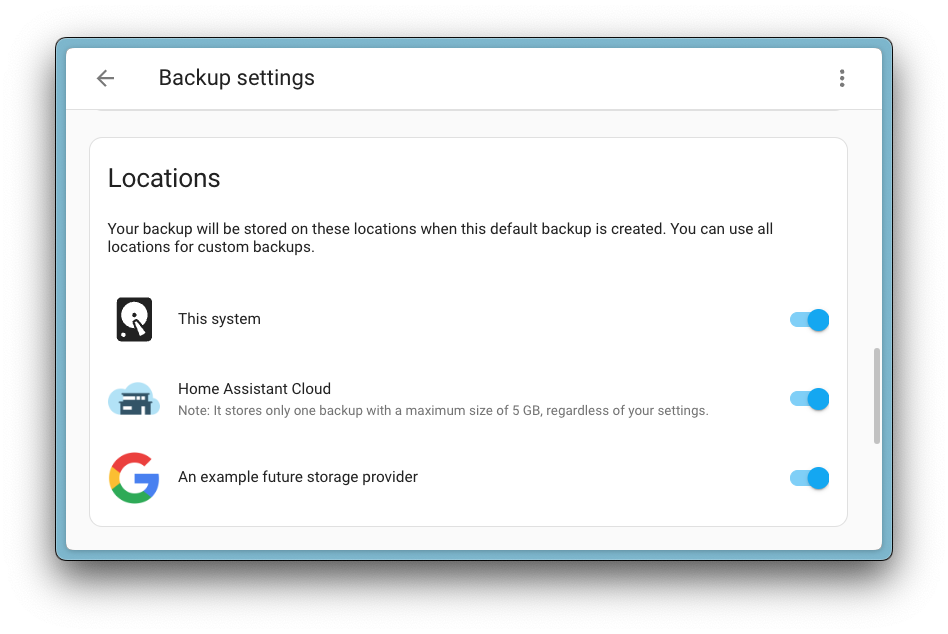 Backup settings
Locations
Your backup will be stored on these locations when this default backup is created. You can use all
locations for custom backups.
This system
Home Assistant Cloud
Note: It stores only one backup with a maximum size of 5 GB, regardless of your settings.
An example future storage provider